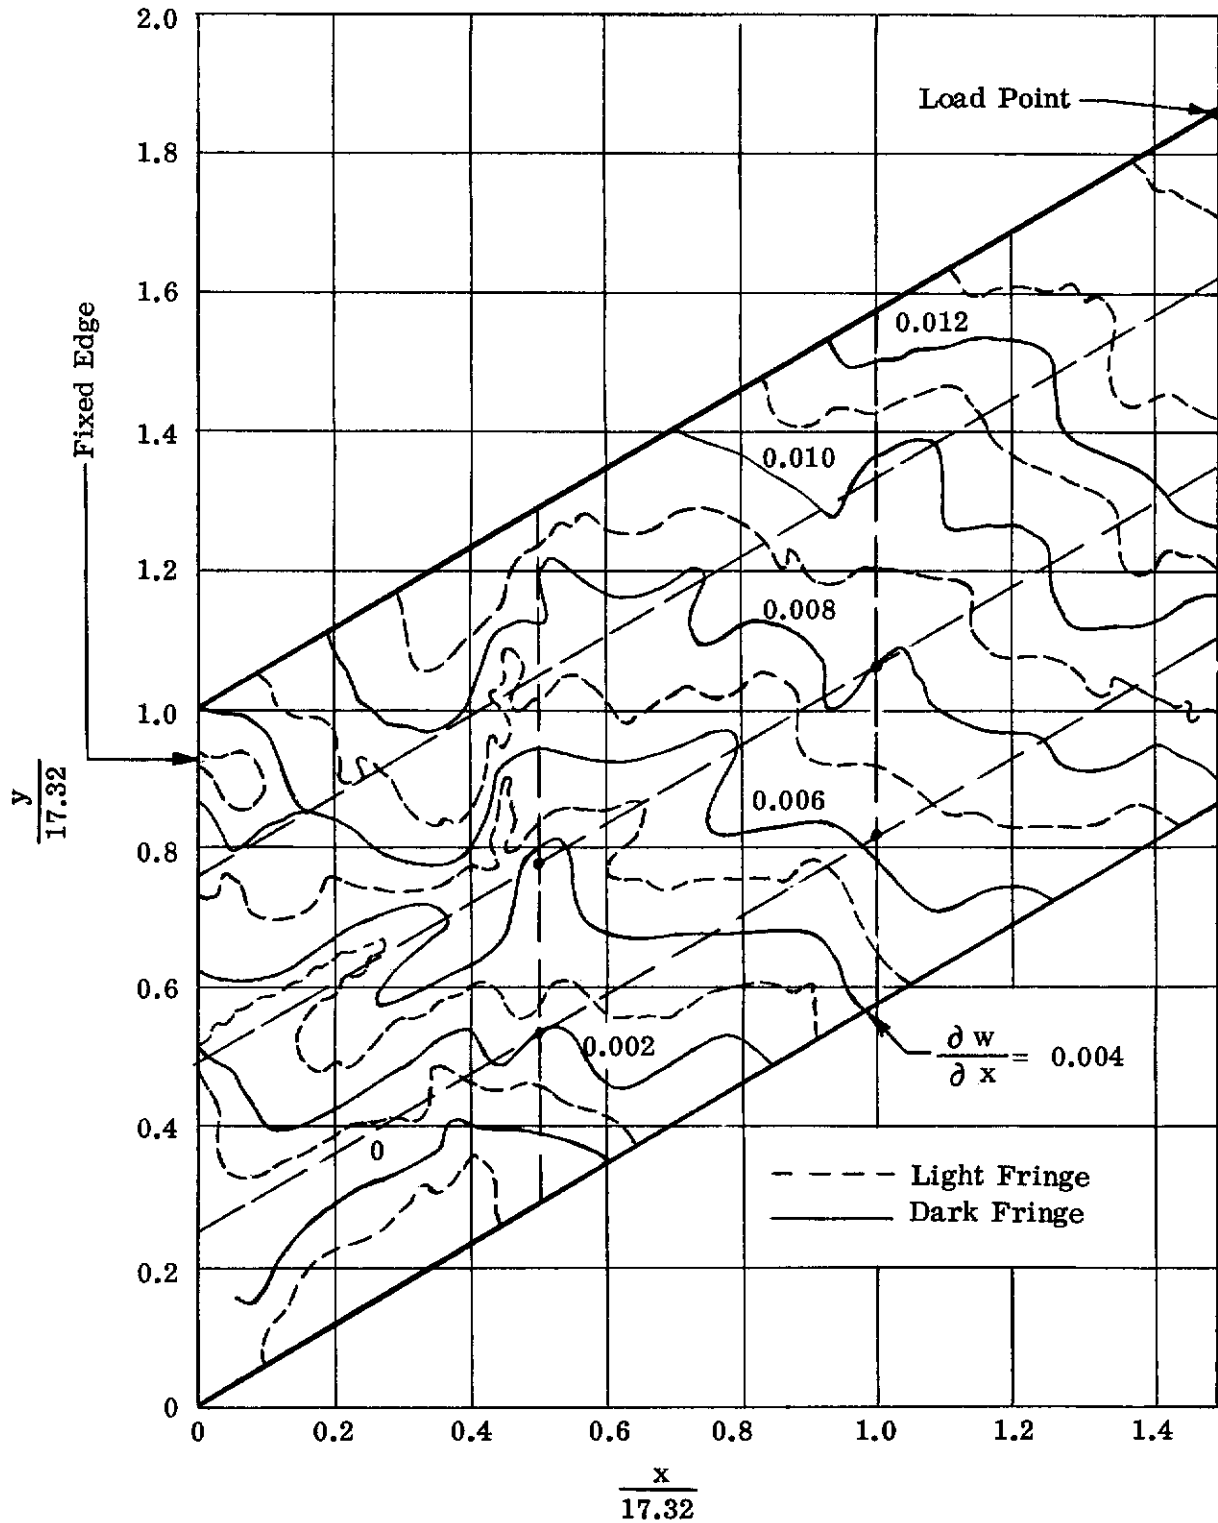 2.0
Load Point
1.8
1.6
0.012
Fixed Edge
1.4
0.010
1.2
0.008
1.0
y
17.32
0.006
0.8
0.6
0.002
∂ w
∂ x
= 0.004
0.4
0
Light Fringe
Dark Fringe
0.2
0
0 0.2 0.4 0.6 0.8 1.0 1.2 1.4
x
17.32